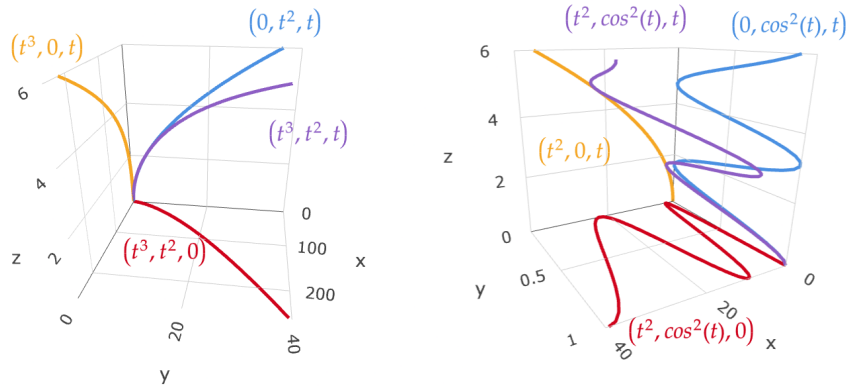 (t³, 0, t)
(0, t², t)
(t³, t², t)
(t³, t², 0)
6
4
2
0
z
0
20
40
y
0
100
200
x
(t², cos²(t), t)
(0, cos²(t), t)
(t², 0, t)
(t², cos²(t), 0)
6
4
2
0
z
0.5
1
y
0
20
40
x